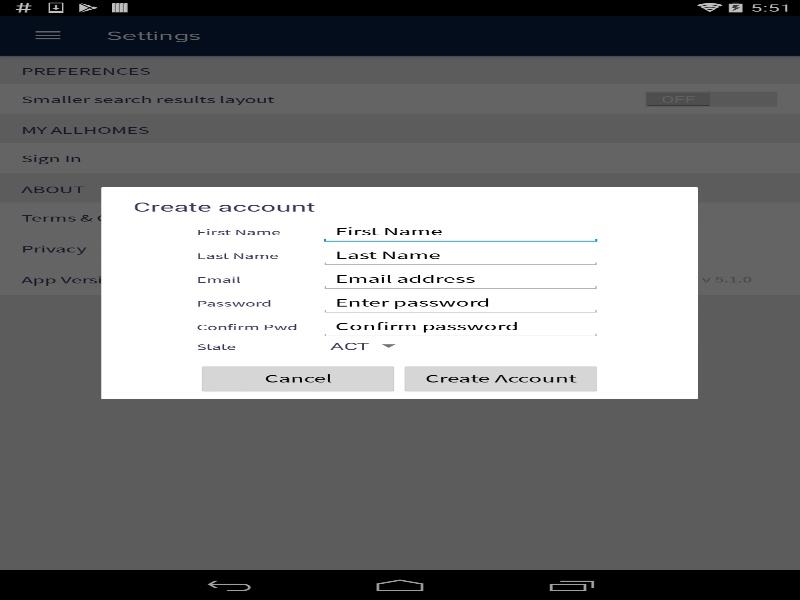 5:51
Settings
PREFERENCES
Smaller search results layout OFF
MY ALLHOMES
Sign In
ABOUT
Terms &
Privacy
App v 5.1.0
Create account
First Name First Name
Last Name Last Name
Email Email address
Password Enter password
Confirm Pwd Confirm password
State ACT
Cancel Create Account